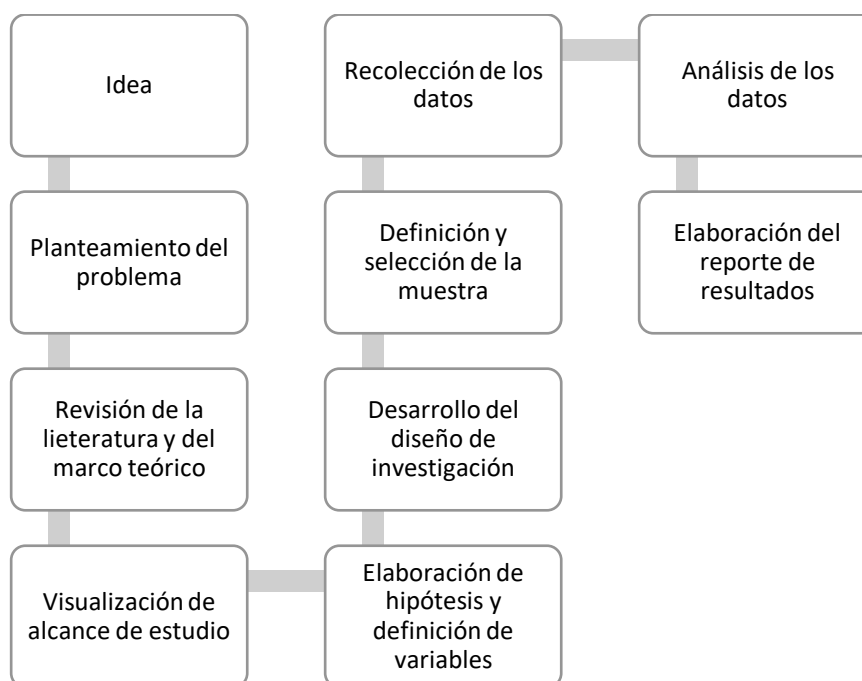 Idea
Planteamiento del
problema
Revisión de la
lieteratura y del
marco teórico
Visualización de
alcance de estudio
Elaboración de
hipótesis y
definición de
variables
Desarrollo del
diseño de
investigación
Definición y
selección de la
muestra
Recolección de los
datos
Análisis de los
datos
Elaboración del
reporte de
resultados